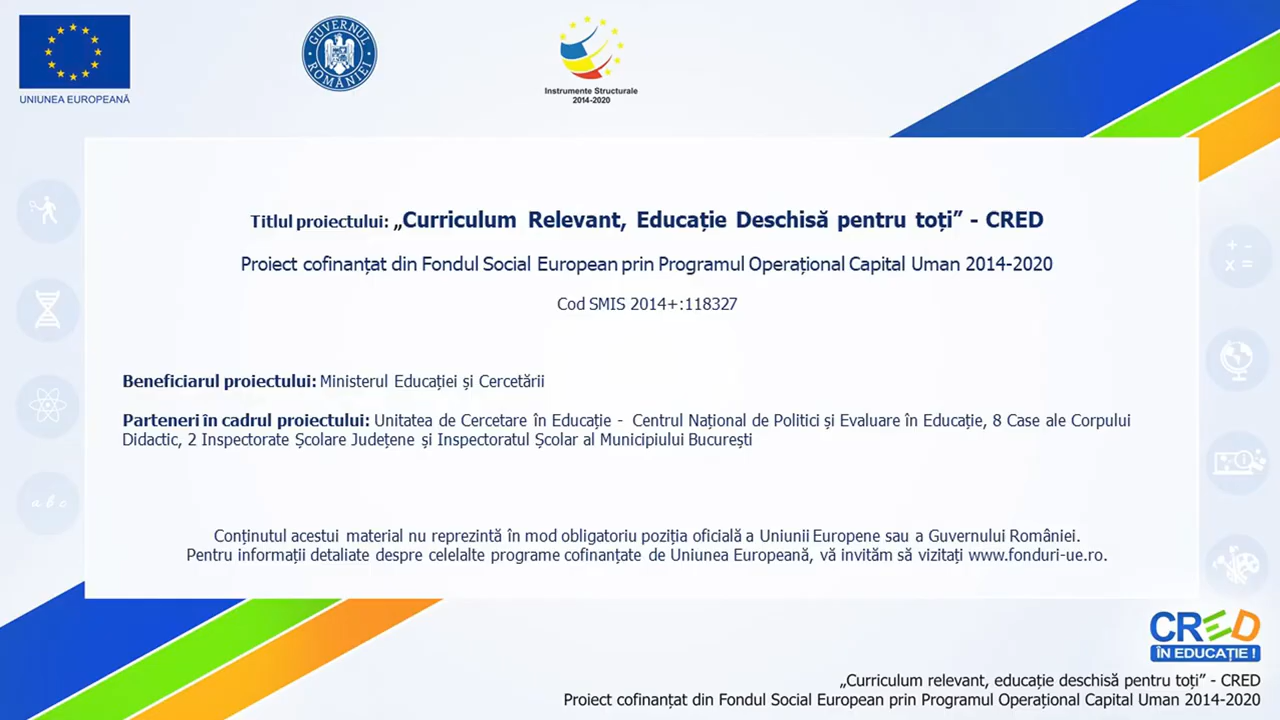 UNIUNEA EUROPEANĂ
GUVERNUL ROMÂNIEI
Instrumente Structurale
2014-2020
Titlul proiectului: „Curriculum Relevant, Educație Deschisă pentru toți” - CRED
Proiect cofinanțat din Fondul Social European prin Programul Operațional Capital Uman 2014-2020
Cod SMIS 2014+:118327
Beneficiarul proiectului: Ministerul Educației și Cercetării
Parteneri în cadrul proiectului: Unitatea de Cercetare în Educație - Centrul Național de Politici și Evaluare în Educație, 8 Case ale Corpului
Didactic, 2 Inspectorate Școlare Județene și Inspectoratul Școlar al Municipiului București
a b c
Conținutul acestui material nu reprezintă în mod obligatoriu poziția oficială a Uniunii Europene sau a Guvernului României.
Pentru informații detaliate despre celelalte programe cofinanțate de Uniunea Europeană, vă invităm să vizitați www.fonduri-ue.ro.
CRED
ÎN EDUCAȚIE !
„Curriculum relevant, educație deschisă pentru toți” - CRED
Proiect cofinanțat din Fondul Social European prin Programul Operațional Capital Uman 2014-2020